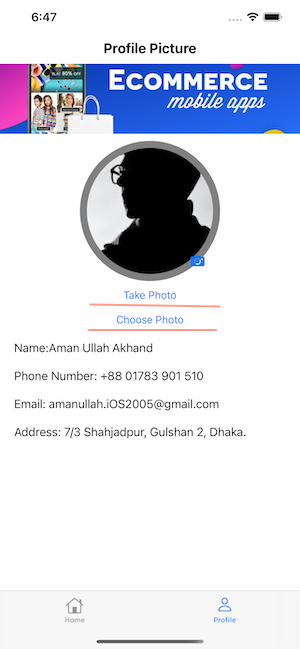 6:47
Profile Picture
FLAT 80% OFF
ECOMMERCE
mobile apps
Take Photo
Choose Photo
Name:Aman Ullah Akhand
Phone Number: +88 01783 901 510
Email: amanullah.iOS2005@gmail.com
Address: 7/3 Shahjadpur, Gulshan 2, Dhaka.
Home
Profile